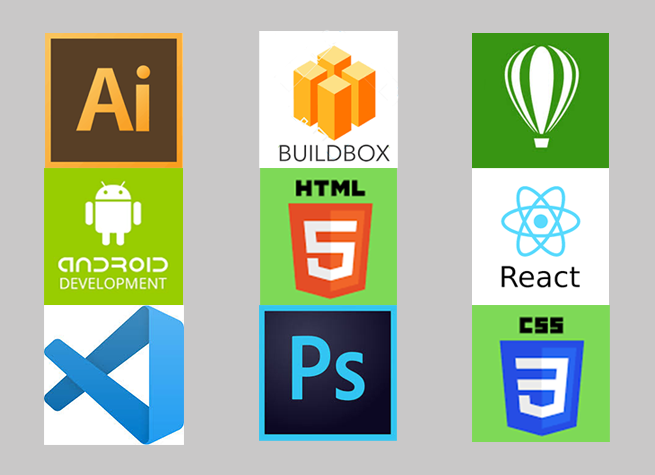 Ai
BUILDBOX
ANDROID
DEVELOPMENT
HTML
5
React
Ps
CSS
3